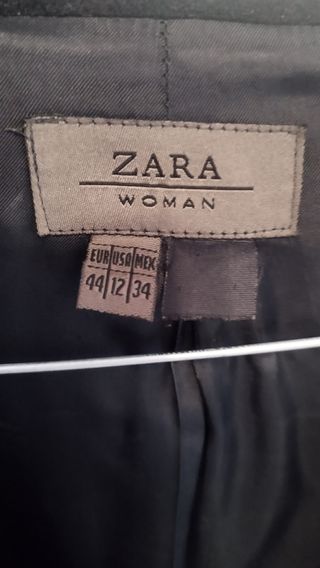 ZARA
WOMAN
EUR USA MEX
44 12 34